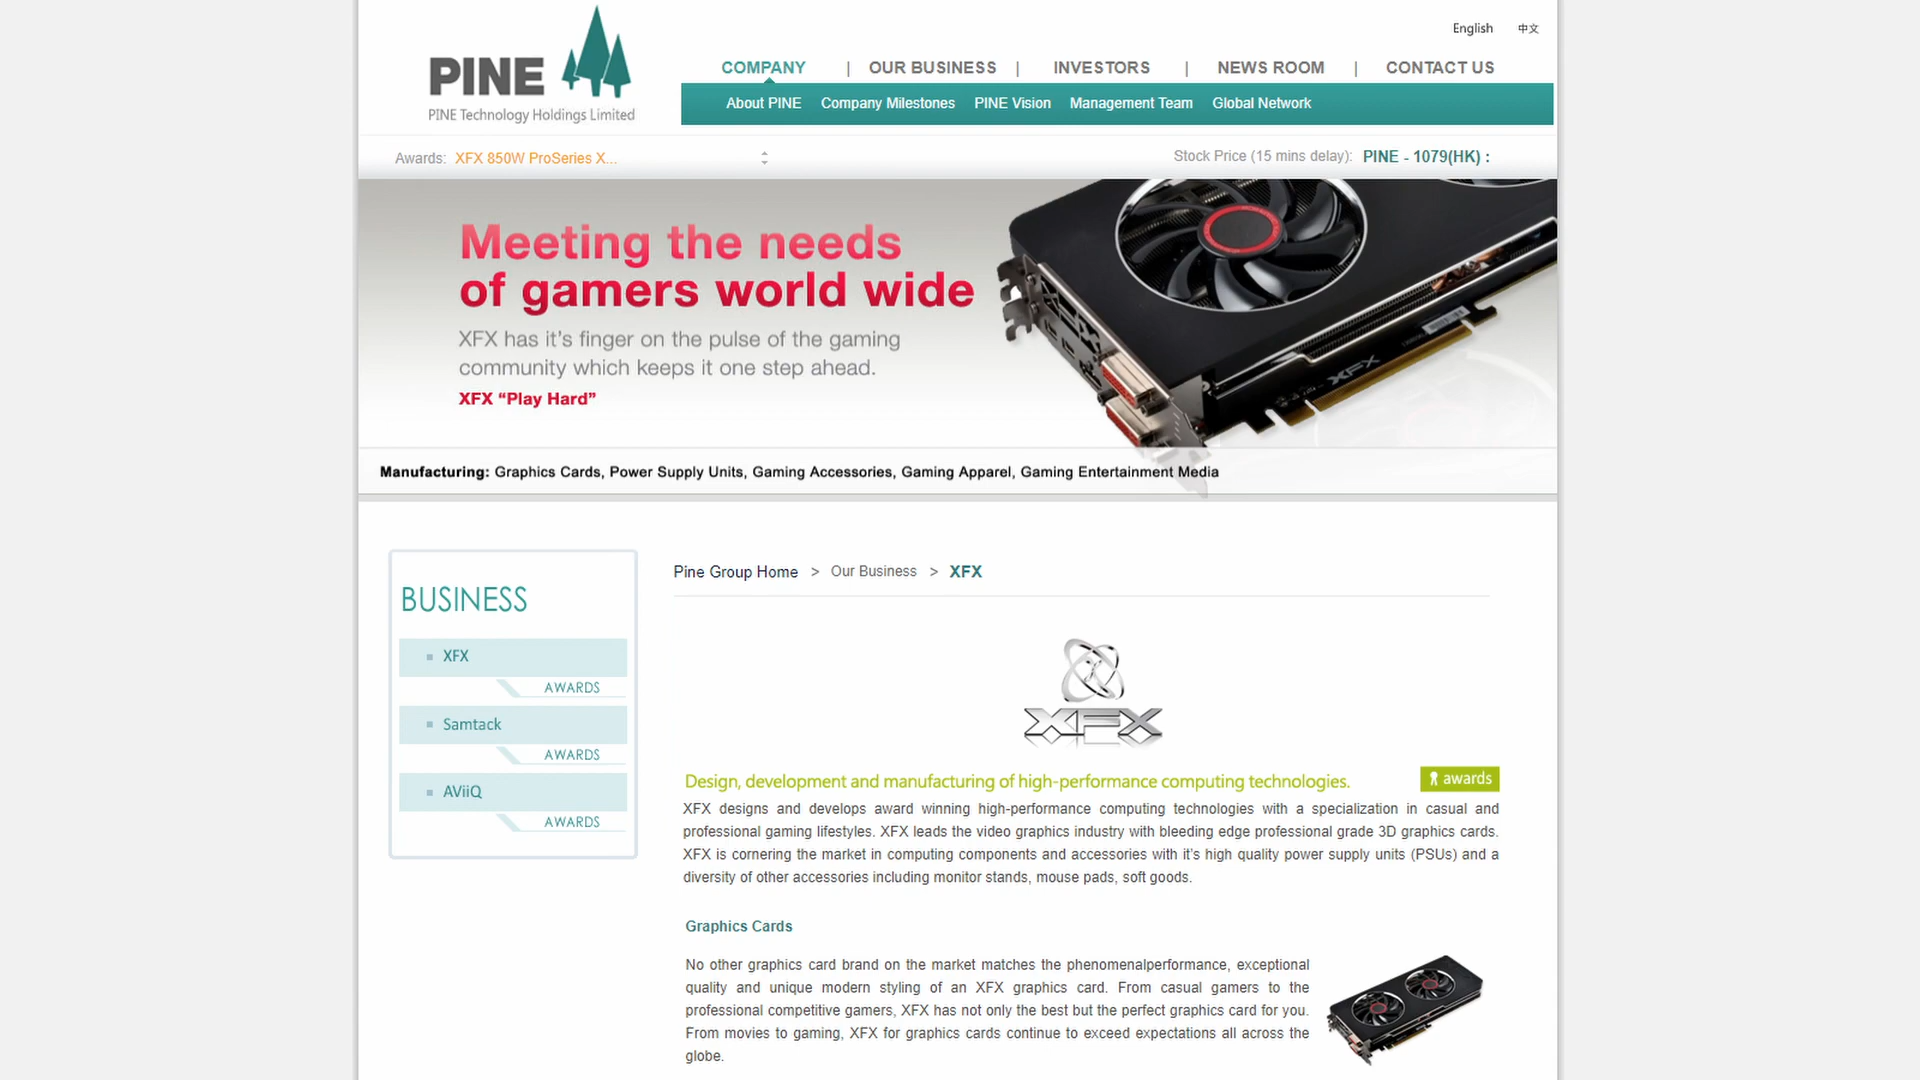 English 中文
PINE
PINE Technology Holdings Limited
COMPANY | OUR BUSINESS | INVESTORS | NEWS ROOM | CONTACT US
About PINE Company Milestones PINE Vision Management Team Global Network
Awards: XFX 850W ProSeries X...
Stock Price (15 mins delay): PINE - 1079(HK) :
Meeting the needs
of gamers world wide
XFX has it's finger on the pulse of the gaming
community which keeps it one step ahead.
XFX “Play Hard”
XFX
Manufacturing: Graphics Cards, Power Supply Units, Gaming Accessories, Gaming Apparel, Gaming Entertainment Media
BUSINESS
XFX
AWARDS
Samtack
AWARDS
AViiQ
AWARDS
Pine Group Home > Our Business > XFX
XFX
Design, development and manufacturing of high-performance computing technologies.
awards
XFX designs and develops award winning high-performance computing technologies with a specialization in casual and
professional gaming lifestyles. XFX leads the video graphics industry with bleeding edge professional grade 3D graphics cards.
XFX is cornering the market in computing components and accessories with it's high quality power supply units (PSUs) and a
diversity of other accessories including monitor stands, mouse pads, soft goods.
Graphics Cards
No other graphics card brand on the market matches the phenomenalperformance, exceptional
quality and unique modern styling of an XFX graphics card. From casual gamers to the
professional competitive gamers, XFX has not only the best but the perfect graphics card for you.
From movies to gaming, XFX for graphics cards continue to exceed expectations all across the
globe.